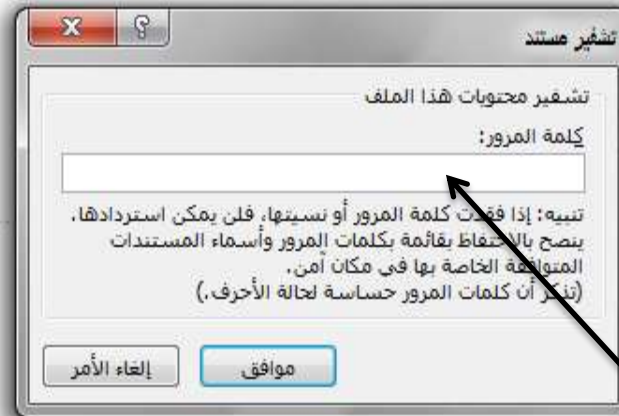 تشفير مستند
تشفير محتويات هذا الملف
كلمة المرور:
تنبيه: إذا فقدت كلمة المرور أو نسيتها، فلن يمكن استردادها.
ينصح بالاحتفاظ بقائمة بكلمات المرور وأسماء المستندات
المتوافقة الخاصة بها في مكان آمن.
(تذكر أن كلمات المرور حساسة لحالة الأحرف.)
موافق
إلغاء الأمر